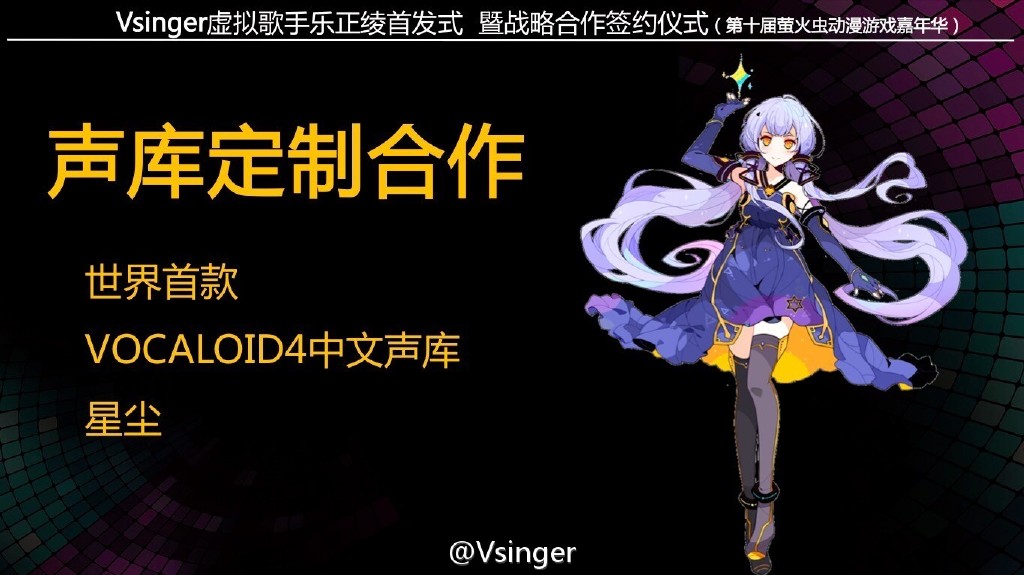 Vsinger虚拟歌手乐正绫首发式 暨战略合作签约仪式（第十届萤火虫动漫游戏嘉年华）
声库定制合作
世界首款
VOCALOID4中文声库
星尘
@Vsinger